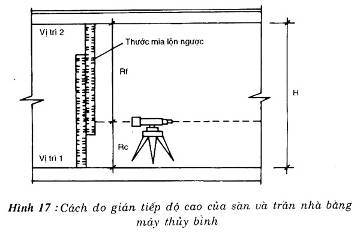 Vị trí 2
Thước mia lộn ngược
Rf
H
Rc
Vị trí 1
Hình 17 : Cách đo gián tiếp độ cao của sàn và trần nhà bằng
máy thủy bình